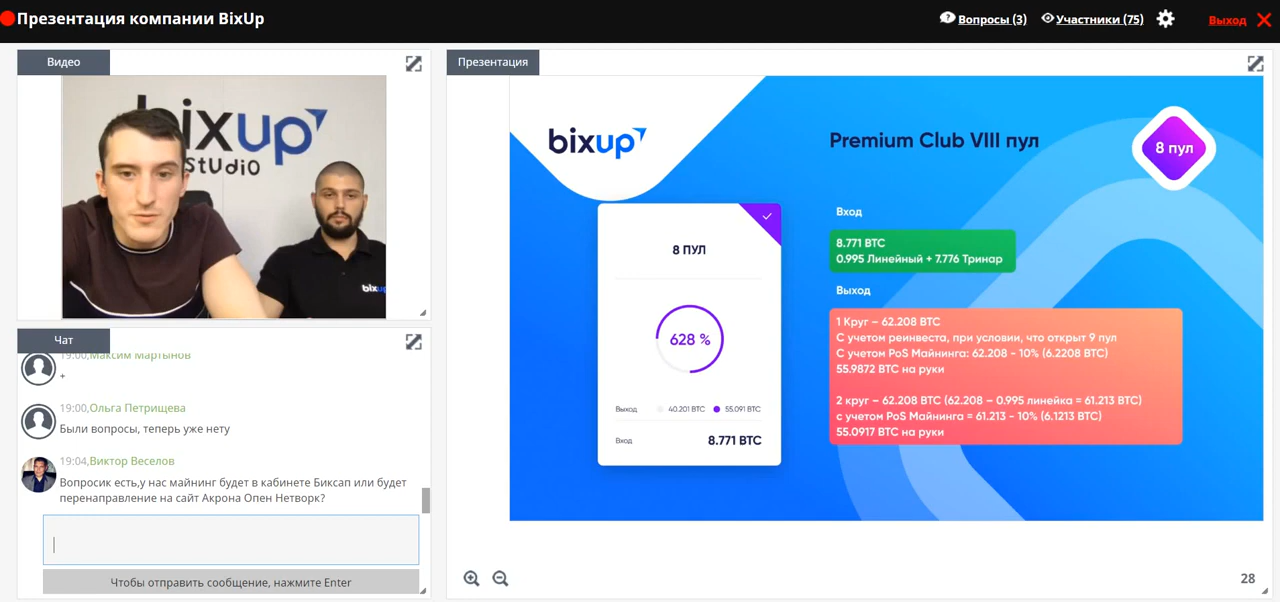 Презентация компании BixUp
Вопросы (3)
Участники (75)
Выход
Видео
bixup
STUDiO
bixup
Чат
19:00,Максим Мартынов
+
19:00,Ольга Петрищева
Были вопросы, теперь уже нету
19:04,Виктор Веселов
Вопросик есть,у нас майнинг будет в кабинете Биксап или будет
перенаправление на сайт Акрона Опен Нетворк?
Чтобы отправить сообщение, нажмите Enter
Презентация
bixup
Premium Club VIII пул
8 пул
8 ПУЛ
628 %
Выход 40.201 BTC 55.091 BTC
Вход 8.771 BTC
Вход
8.771 BTC
0.995 Линейный + 7.776 Тринар
Выход
1 Круг – 62.208 BTC
С учетом реинвеста, при условии, что открыт 9 пул
С учетом PoS Майнинга: 62.208 - 10% (6.2208 BTC)
55.9872 BTC на руки
2 круг – 62.208 BTC (62.208 – 0.995 линейка = 61.213 BTC)
с учетом PoS Майнинга = 61.213 - 10% (6.1213 BTC)
55.0917 BTC на руки
28